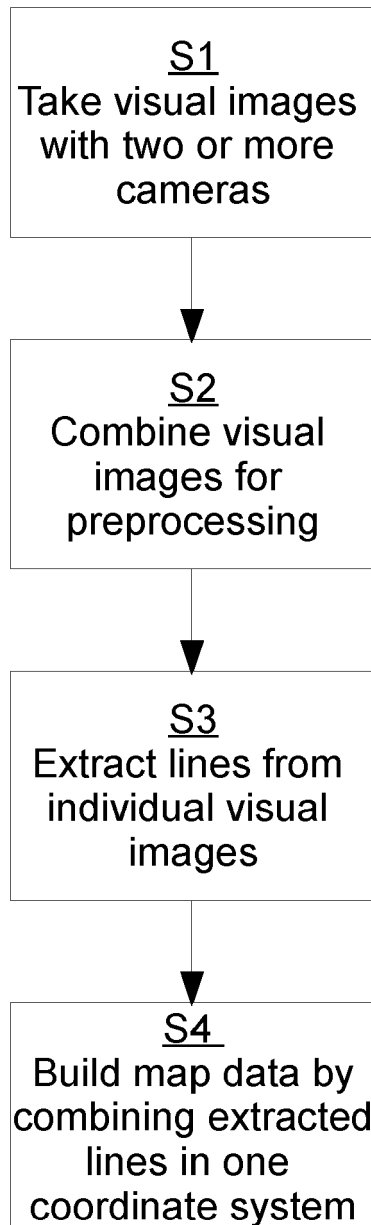 S1
Take visual images
with two or more
cameras
S2
Combine visual
images for
preprocessing
S3
Extract lines from
individual visual
images
S4
Build map data by
combining extracted
lines in one
coordinate system